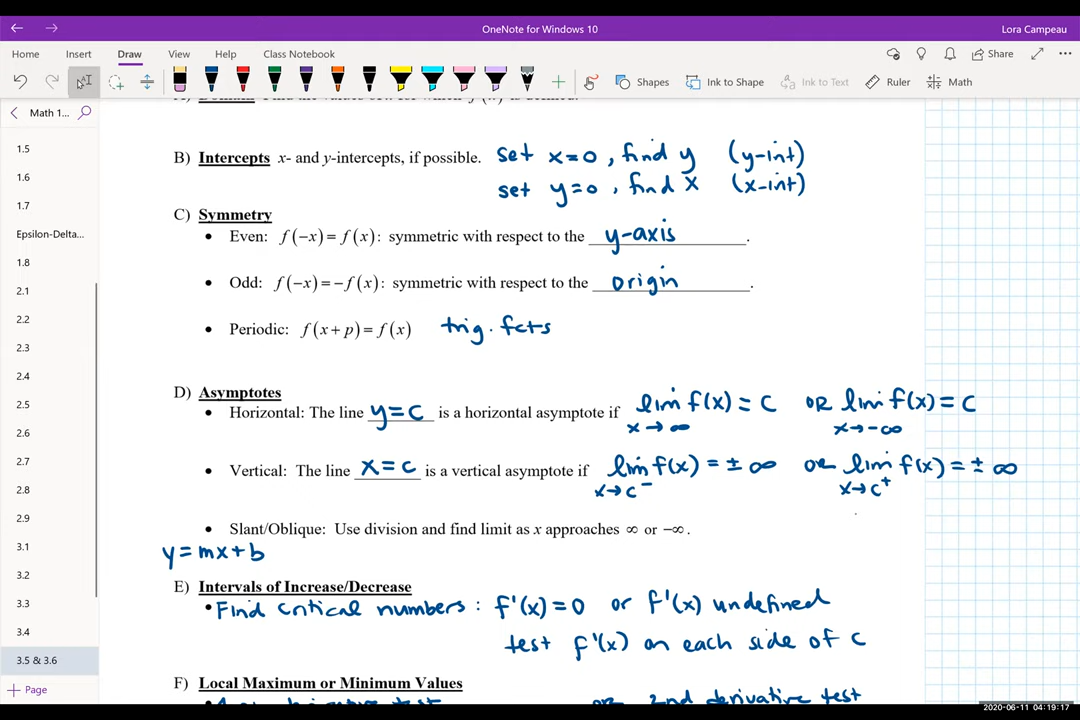 OneNote for Windows 10
Lora Campeau
Home Insert Draw View Help Class Notebook
Share
Shapes Ink to Shape Ink to Text Ruler Math
Math 1...
1.5
1.6
1.7
Epsilon-Delta...
1.8
2.1
2.2
2.3
2.4
2.5
2.6
2.7
2.8
2.9
3.1
3.2
3.3
3.4
3.5 & 3.6
Page
B) Intercepts x- and y-intercepts, if possible. set x=0, find y (y-int)
set y=0, find x (x-int)
C) Symmetry
• Even: f(−x) = f(x): symmetric with respect to the y-axis.
• Odd: f(−x) = −f(x): symmetric with respect to the origin.
• Periodic: f(x+p) = f(x) trig. fcts
D) Asymptotes
• Horizontal: The line y=c is a horizontal asymptote if lim f(x) = c OR lim f(x) = c
x→∞ x→-∞
• Vertical: The line x=c is a vertical asymptote if lim f(x) = ± ∞ or lim f(x) = ± ∞
x→c⁻ x→c⁺
• Slant/Oblique: Use division and find limit as x approaches ∞ or −∞.
y=mx+b
E) Intervals of Increase/Decrease
• Find critical numbers: f'(x)=0 or f'(x) undefined
test f'(x) on each side of c
F) Local Maximum or Minimum Values
or 2nd derivative test
2020-06-11 04:19:17